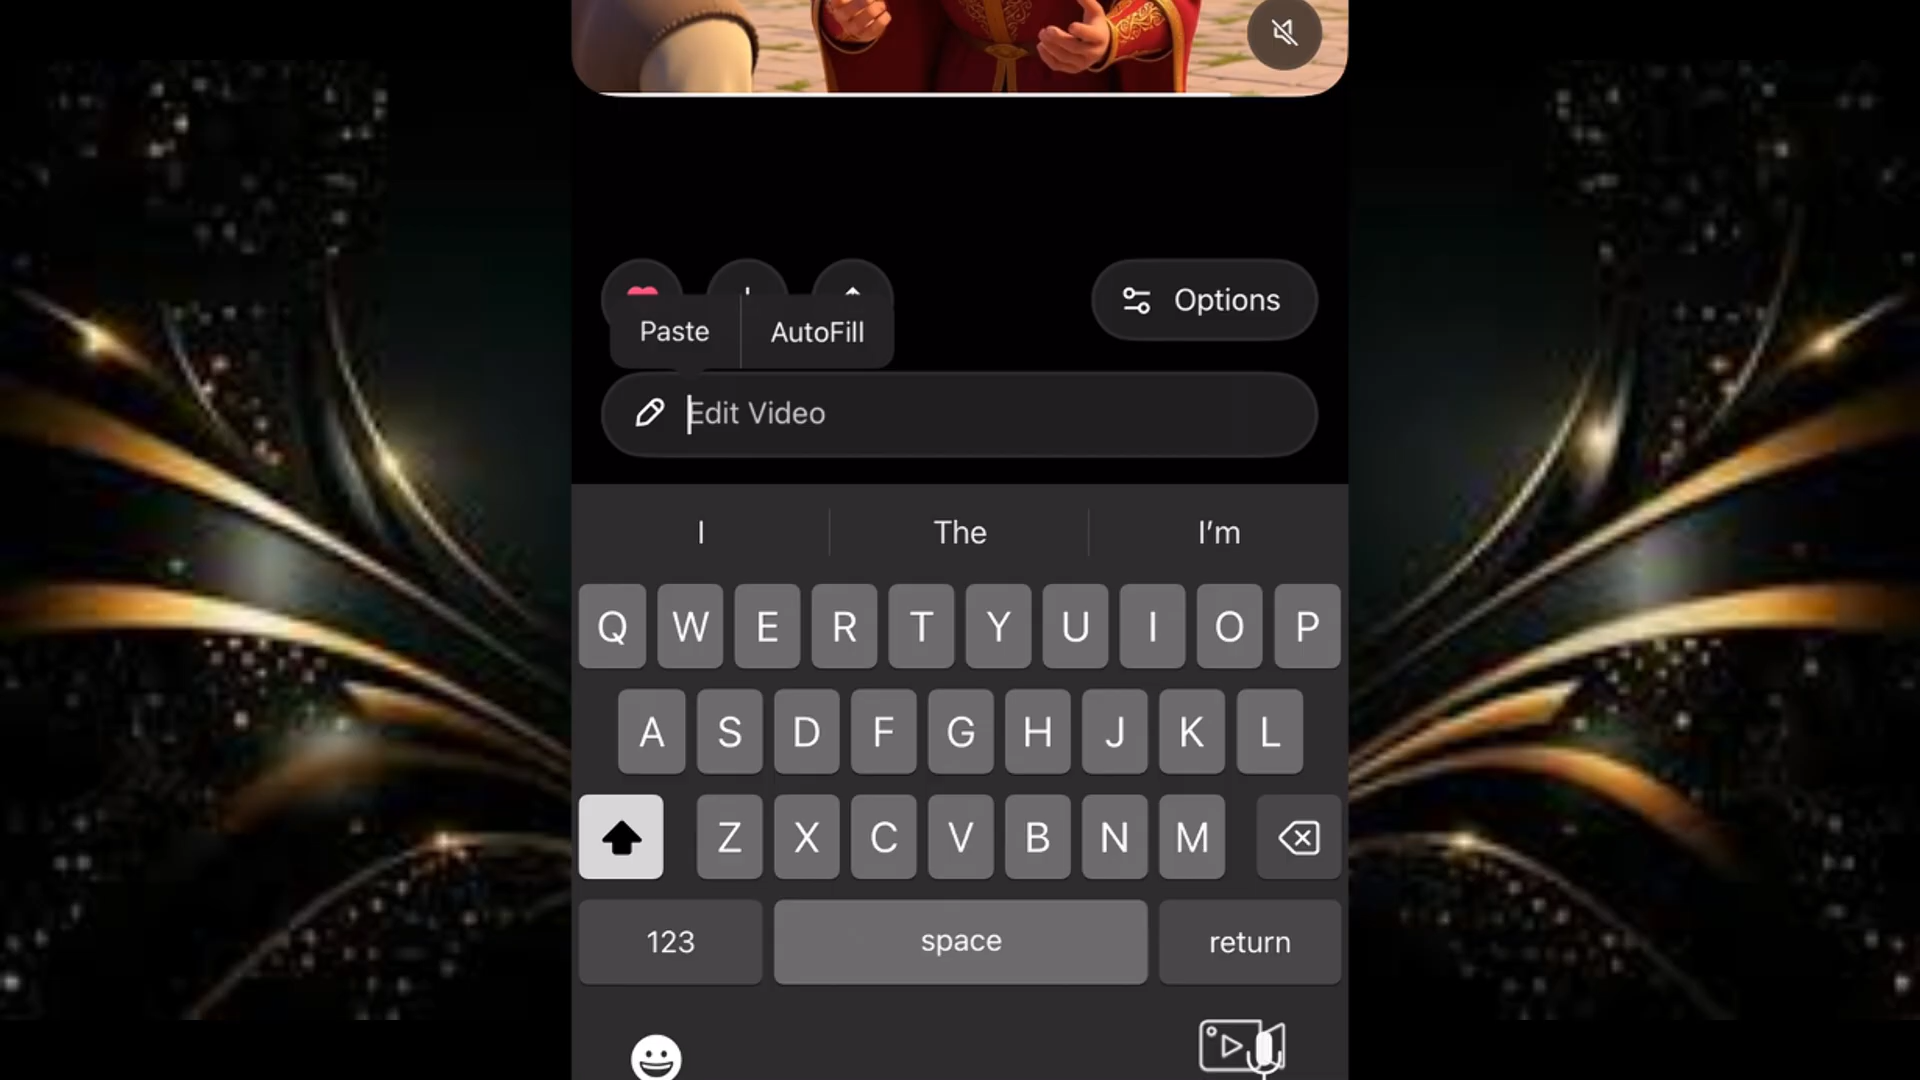 Options
Paste AutoFill
Edit Video
I The I'm
Q W E R T Y U I O P
A S D F G H J K L
Z X C V B N M
123 space return